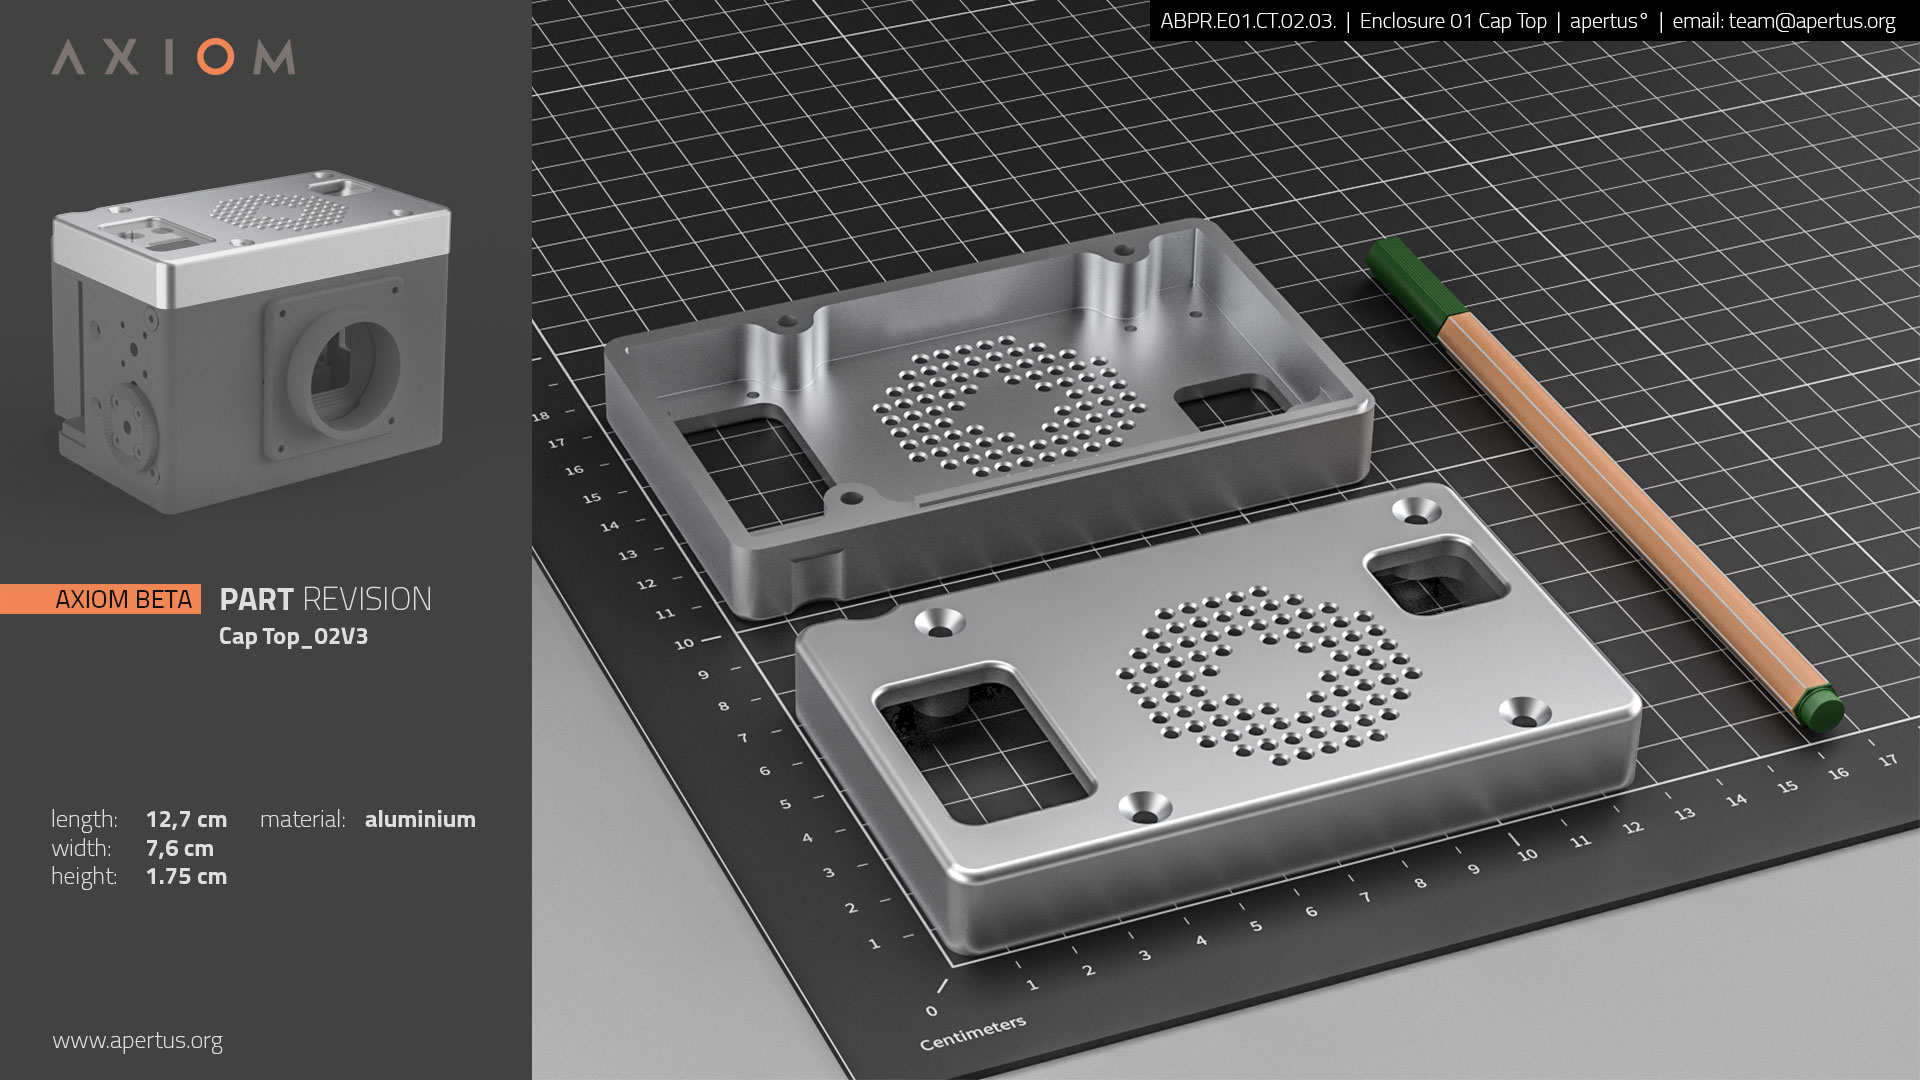 ABPR.E01.CT.02.03. | Enclosure 01 Cap Top | apertus° | email: team@apertus.org
AXIOM
AXIOM BETA PART REVISION
Cap Top_02V3
length: 12,7 cm material: aluminium
width: 7,6 cm
height: 1.75 cm
www.apertus.org
18
17
16
15
14
13
12
11
10
9
8
7
6
5
4
3
2
1
0
1 2 3 4 5 6 7 8 9 10 11 12 13 14 15 16 17
Centimeters